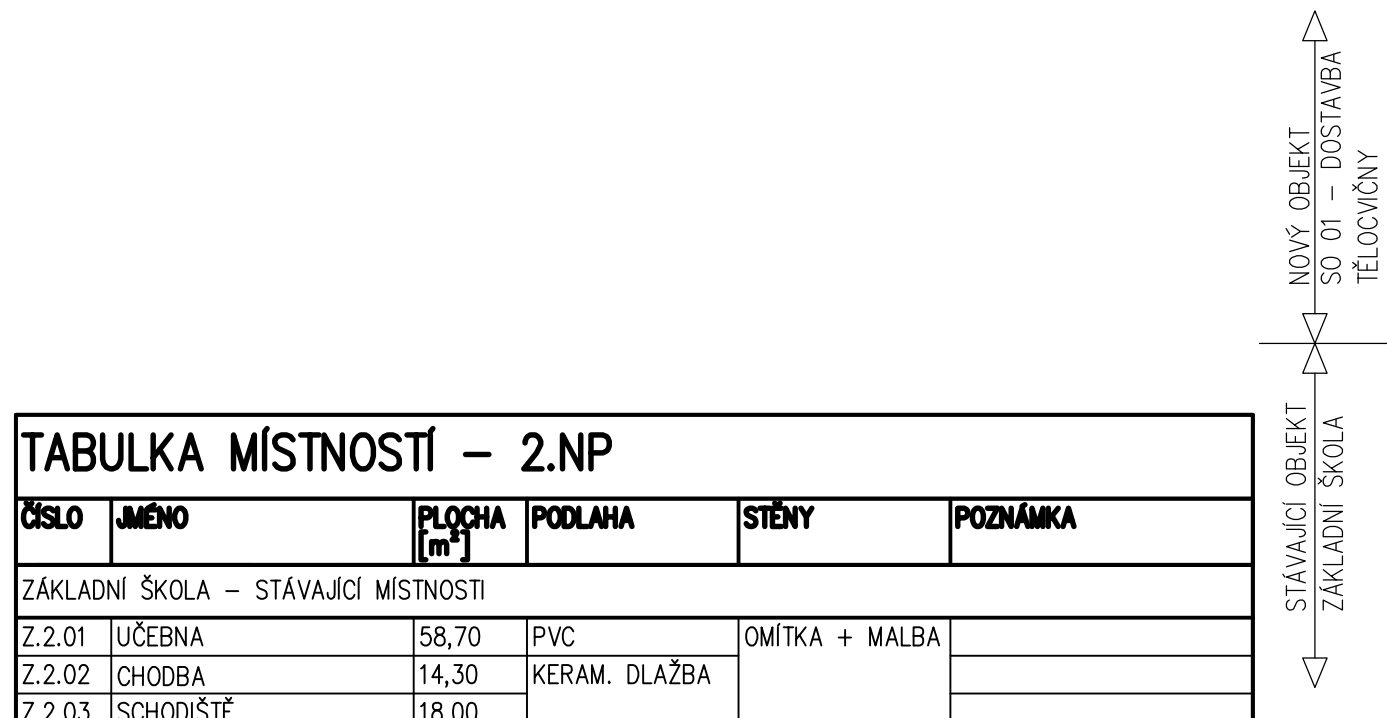 NOVÝ OBJEKT
SO 01 – DOSTAVBA
TĚLOCVIČNY
STÁVAJÍCÍ OBJEKT
ZÁKLADNÍ ŠKOLA
TABULKA MÍSTNOSTÍ – 2.NP
ČÍSLO JMÉNO PLOCHA [m²] PODLAHA STĚNY POZNÁMKA
ZÁKLADNÍ ŠKOLA – STÁVAJÍCÍ MÍSTNOSTI
Z.2.01 UČEBNA 58,70 PVC OMÍTKA + MALBA
Z.2.02 CHODBA 14,30 KERAM. DLAŽBA
Z.2.03 SCHODIŠTĚ 18,00